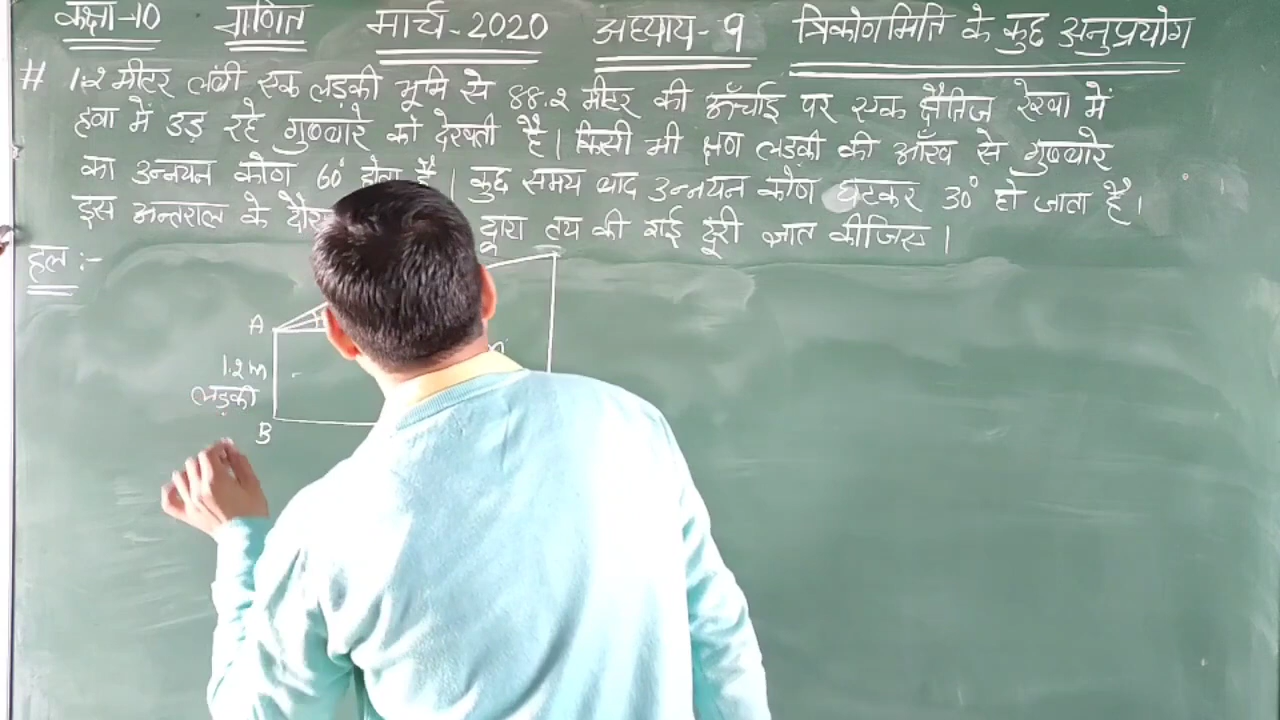 कक्षा-10 गणित मार्च-2020 अध्याय-9 त्रिकोणमिति के कुछ अनुप्रयोग
# 1.2 मीटर लंबी एक लड़की भूमि से 88.2 मीटर की ऊँचाई पर एक क्षैतिज रेखा में
हवा में उड़ रहे गुब्बारे को देखती है। किसी भी क्षण लड़की की आँख से गुब्बारे
का उन्नयन कोण 60° होता है। कुछ समय बाद उन्नयन कोण घटकर 30° हो जाता है।
इस अन्तराल के द्वारा तय की गई दूरी ज्ञात कीजिए।
हल :-
A
1.2m
लड़की
B